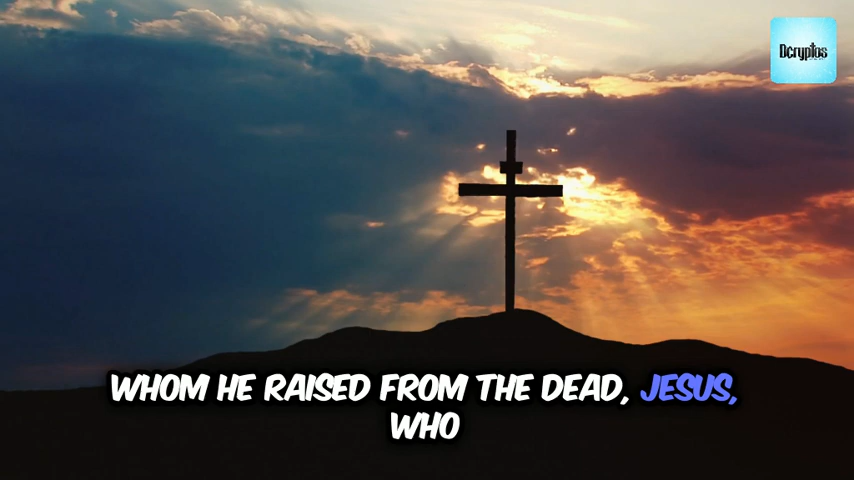 Dcryptos
WHOM HE RAISED FROM THE DEAD, JESUS,
WHO